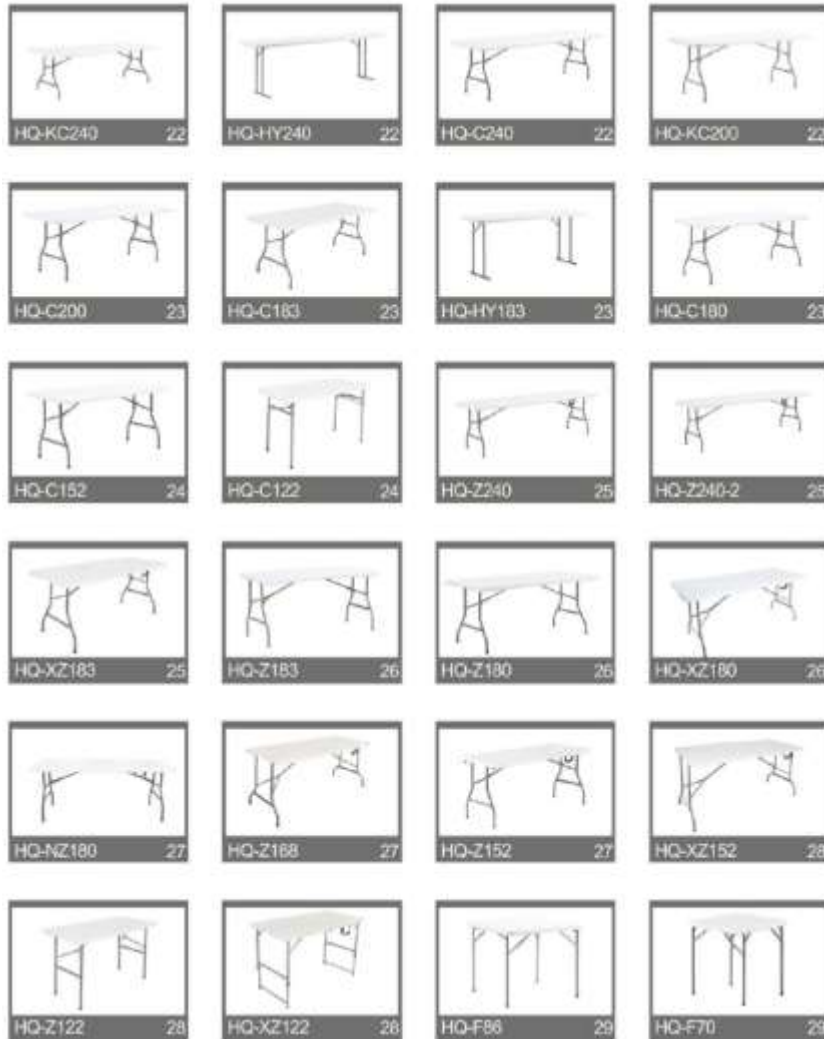 HQ-KC240 22
HQ-HY240 22
HQ-C240 22
HQ-KC200 22
HQ-C200 23
HQ-C183 23
HQ-HY183 23
HQ-C180 23
HQ-C152 24
HQ-C122 24
HQ-Z240 25
HQ-Z240-2 25
HQ-XZ183 25
HQ-Z183 26
HQ-Z180 26
HQ-XZ180 26
HQ-NZ180 27
HQ-Z168 27
HQ-Z152 27
HQ-XZ152 28
HQ-Z122 28
HQ-XZ122 28
HQ-F86 29
HQ-F70 29